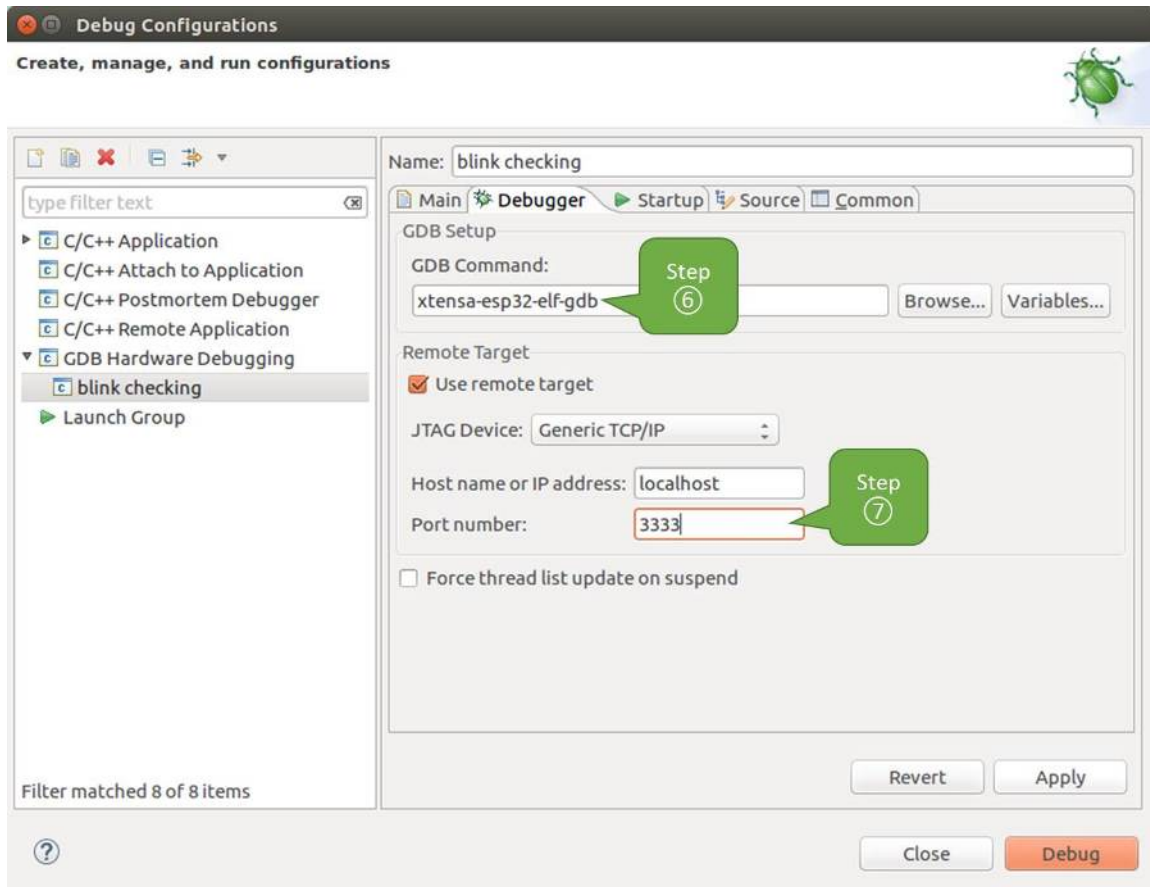 Debug Configurations
Create, manage, and run configurations
type filter text
C/C++ Application
C/C++ Attach to Application
C/C++ Postmortem Debugger
C/C++ Remote Application
GDB Hardware Debugging
blink checking
Launch Group
Filter matched 8 of 8 items
Name: blink checking
Main Debugger Startup Source Common
GDB Setup
GDB Command:
xtensa-esp32-elf-gdb
Browse... Variables...
Step
⑥
Remote Target
Use remote target
JTAG Device: Generic TCP/IP
Host name or IP address: localhost
Port number: 3333
Step
⑦
Force thread list update on suspend
Revert Apply
? Close Debug